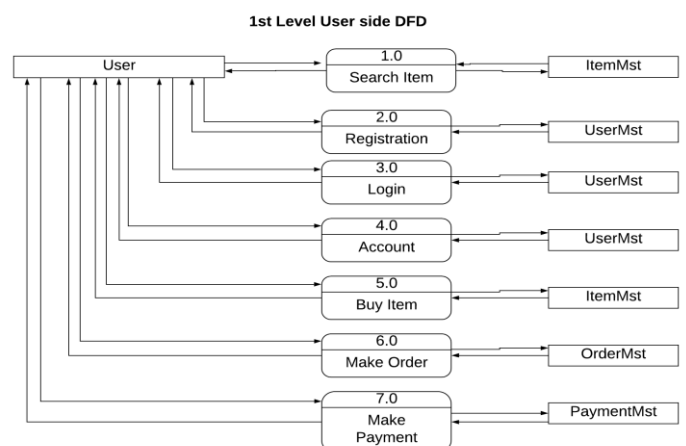 1st Level User side DFD
User
1.0
Search Item
ItemMst
2.0
Registration
UserMst
3.0
Login
UserMst
4.0
Account
UserMst
5.0
Buy Item
ItemMst
6.0
Make Order
OrderMst
7.0
Make
Payment
PaymentMst